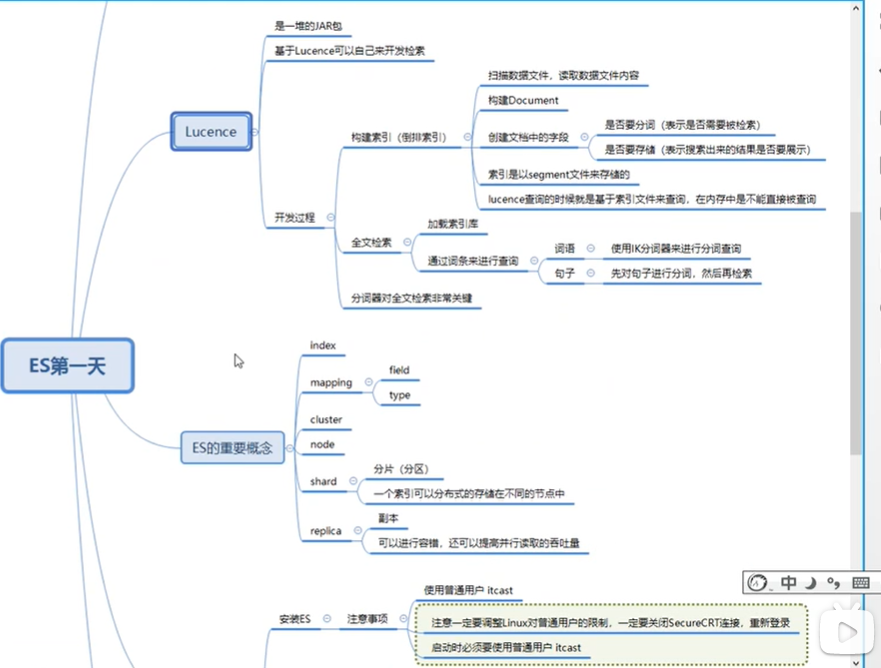 是一堆的JAR包
基于Lucence可以自己来开发检索
扫描数据文件，读取数据文件内容
构建Document
Lucence
是否要分词（表示是否需要被检索）
构建索引（倒排索引）
创建文档中的字段
是否要存储（表示搜索出来的结果是否要展示）
索引是以segment文件来存储的
lucence查询的时候就是基于索引文件来查询，在内存中是不能直接被查询
开发过程
加载索引库
全文检索
词语
使用IK分词器来进行分词查询
通过词条来进行查询
句子
先对句子进行分词，然后再检索
分词器对全文检索非常关键
ES第一天
index
mapping
field
type
cluster
ES的重要概念
node
分片（分区）
shard
一个索引可以分布式的存储在不同的节点中
副本
replica
可以进行容错，还可以提高并行读取的吞吐量
中
使用普通用户 itcast
安装ES
注意事项
注意一定要调整Linux对普通用户的限制，一定要关闭SecureCRT连接，重新登录
启动时必须要使用普通用户 itcast